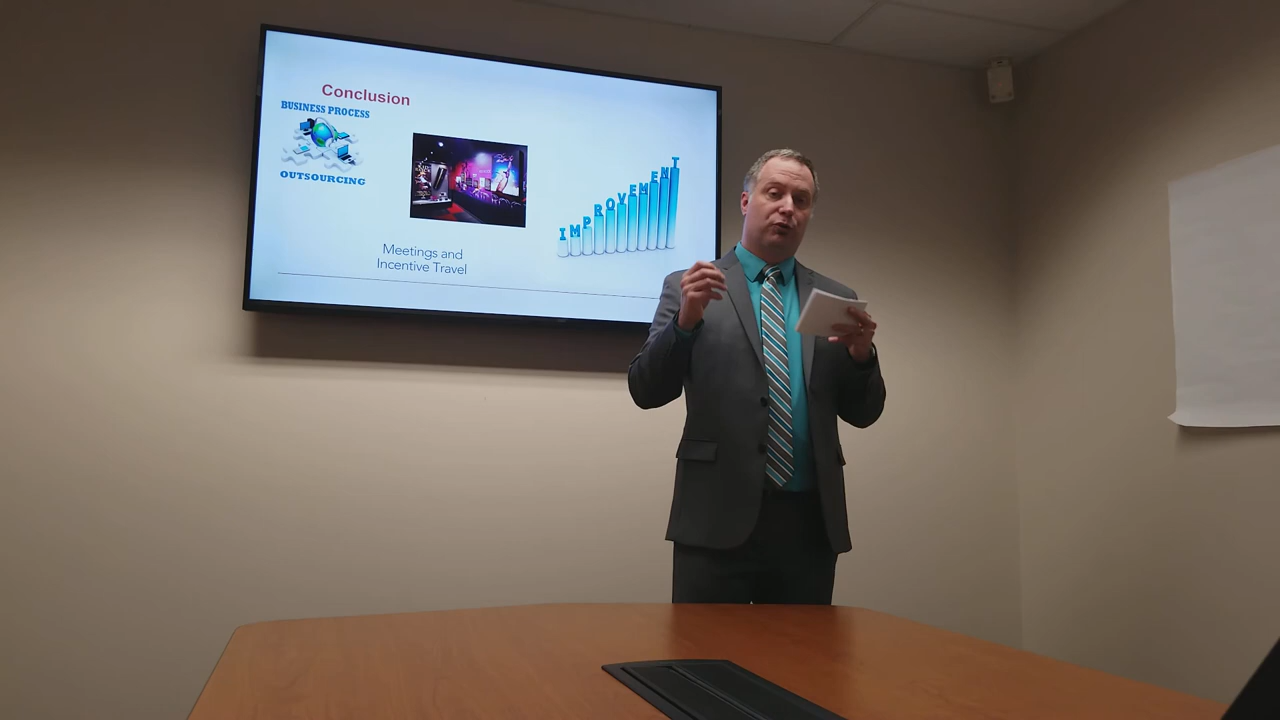 Conclusion
BUSINESS PROCESS
OUTSOURCING
Meetings and
Incentive Travel
IMPROVEMENT